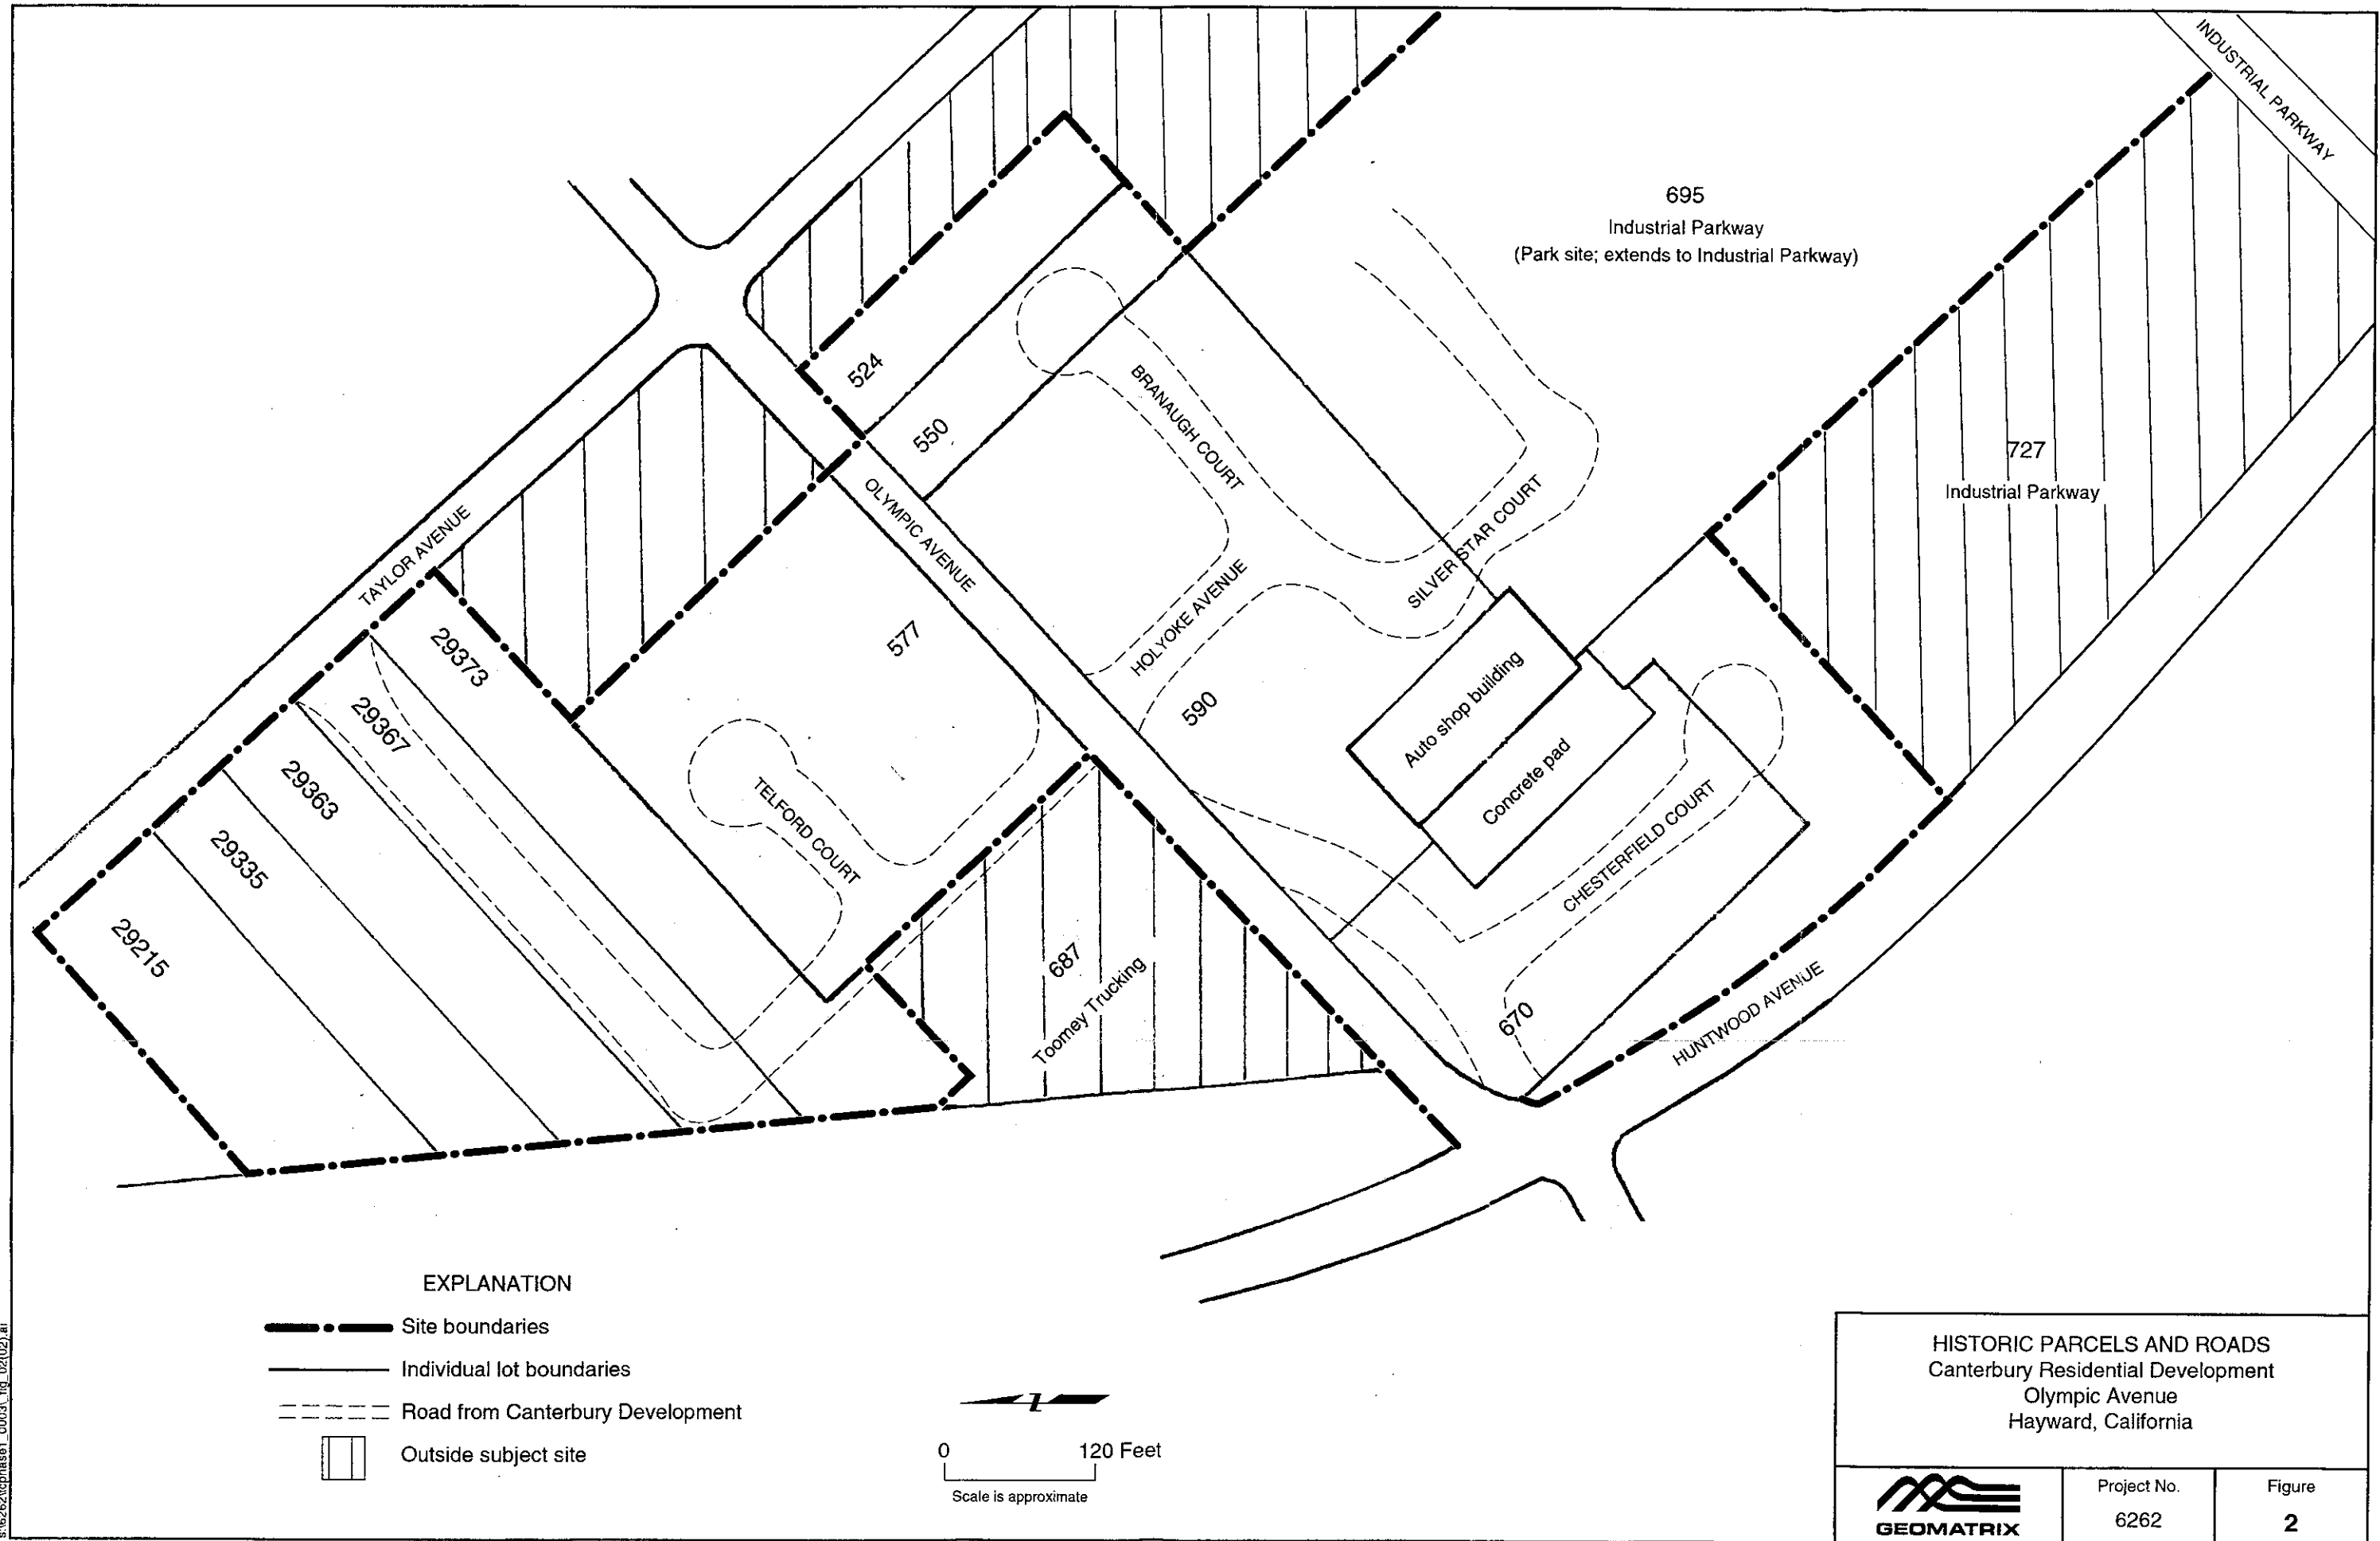 INDUSTRIAL PARKWAY
695
Industrial Parkway
(Park site; extends to Industrial Parkway)
524
550
BRANAUGH COURT
727
Industrial Parkway
OLYMPIC AVENUE
SILVER STAR COURT
TAYLOR AVENUE
HOLYOKE AVENUE
577
29373
29367
29363
29335
29215
590
Auto shop building
Concrete pad
TELFORD COURT
CHESTERFIELD COURT
687
Toomey Trucking
670
HUNTWOOD AVENUE
EXPLANATION
Site boundaries
Individual lot boundaries
Road from Canterbury Development
Outside subject site
0 120 Feet
Scale is approximate
HISTORIC PARCELS AND ROADS
Canterbury Residential Development
Olympic Avenue
Hayward, California
GEOMATRIX
Project No.
6262
Figure
2